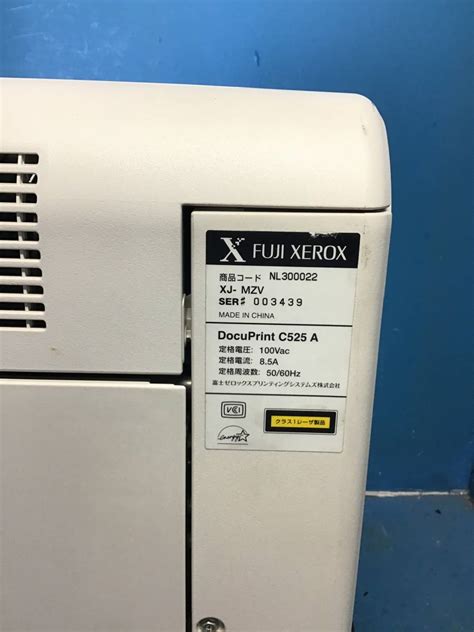 X FUJI XEROX
商品コード NL300022
XJ- MZV
SER# 003439
MADE IN CHINA
DocuPrint C525 A
定格電圧: 100Vac
定格電流: 8.5A
定格周波数: 50/60Hz
富士ゼロックスプリンティングシステムズ株式会社
VCCI
クラス1レーザ製品
energy